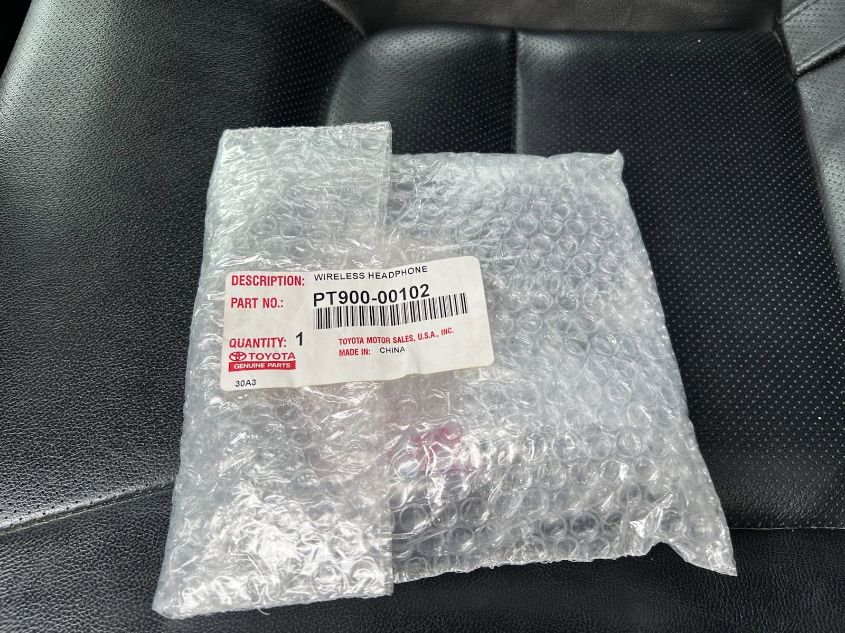 DESCRIPTION: WIRELESS HEADPHONE
PART NO.: PT900-00102
QUANTITY: 1
TOYOTA MOTOR SALES, U.S.A., INC.
MADE IN: CHINA
TOYOTA
GENUINE PARTS
30A3